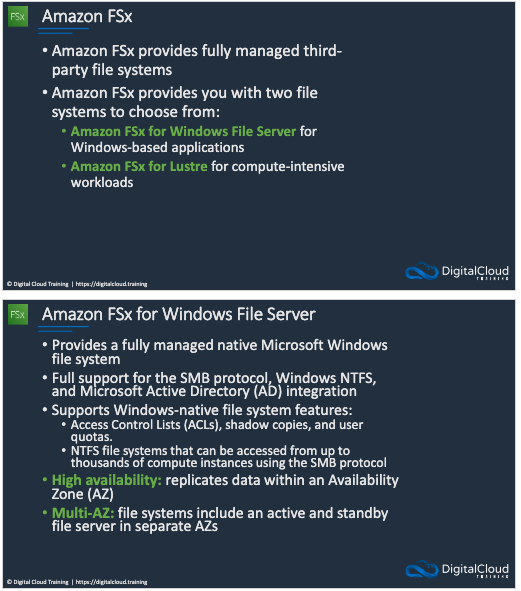 FSx Amazon FSx
• Amazon FSx provides fully managed third-
party file systems
• Amazon FSx provides you with two file
systems to choose from:
• Amazon FSx for Windows File Server for
Windows-based applications
• Amazon FSx for Lustre for compute-intensive
workloads
DigitalCloud
TRAINING
© Digital Cloud Training | https://digitalcloud.training
FSx Amazon FSx for Windows File Server
• Provides a fully managed native Microsoft Windows
file system
• Full support for the SMB protocol, Windows NTFS,
and Microsoft Active Directory (AD) integration
• Supports Windows-native file system features:
• Access Control Lists (ACLs), shadow copies, and user
quotas.
• NTFS file systems that can be accessed from up to
thousands of compute instances using the SMB protocol
• High availability: replicates data within an Availability
Zone (AZ)
• Multi-AZ: file systems include an active and standby
file server in separate AZs
DigitalCloud
TRAINING
© Digital Cloud Training | https://digitalcloud.training